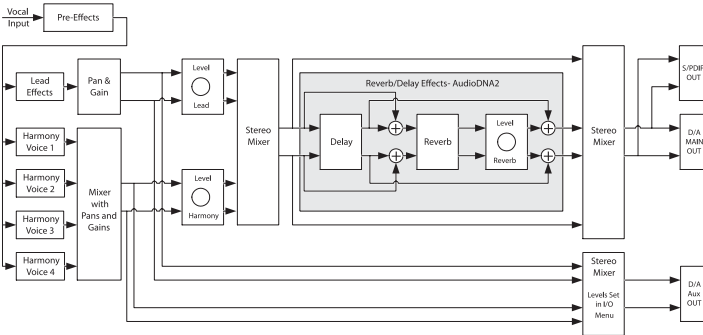 Vocal
Input
Pre-Effects
Lead
Effects
Pan &
Gain
Level
Lead
Harmony
Voice 1
Harmony
Voice 2
Harmony
Voice 3
Harmony
Voice 4
Mixer
with
Pans and
Gains
Level
Harmony
Stereo
Mixer
Reverb/Delay Effects- AudioDNA2
Delay
Reverb
Level
Reverb
Stereo
Mixer
S/PDIF
OUT
D/A
MAIN
OUT
Stereo
Mixer
Levels Set
in I/O
Menu
D/A
Aux
OUT